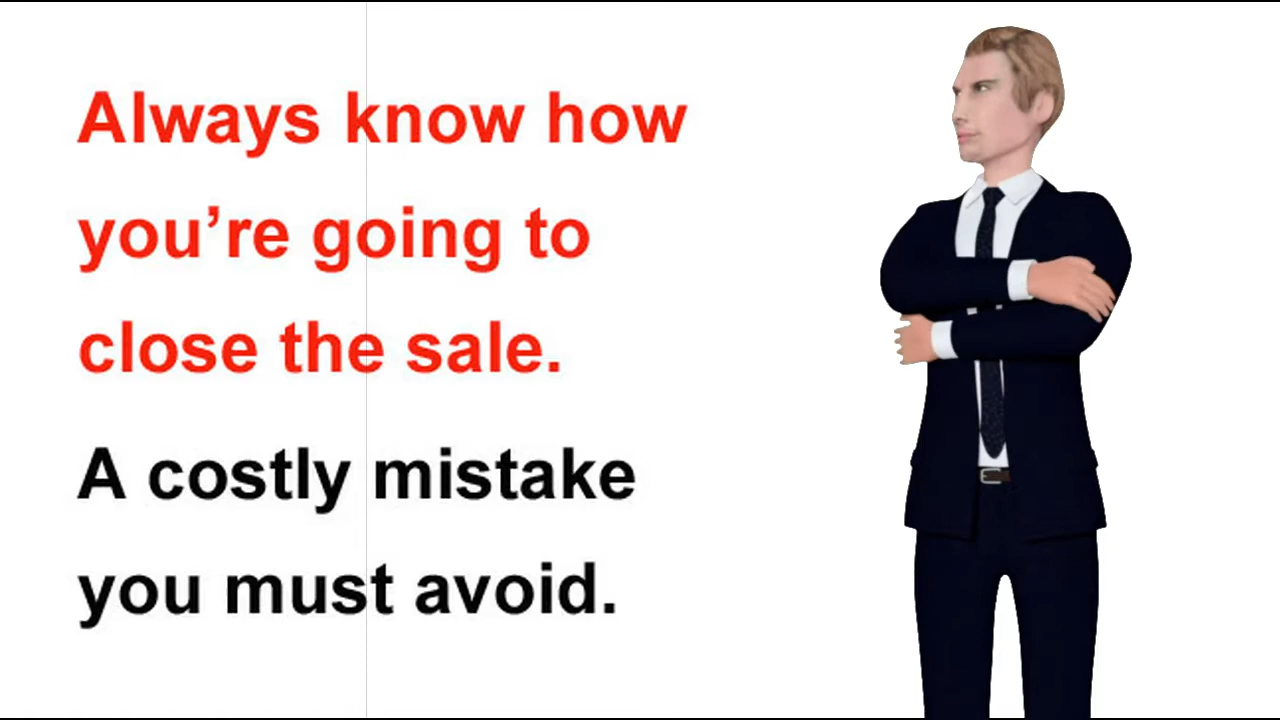 Always know how
you’re going to
close the sale.
A costly mistake
you must avoid.